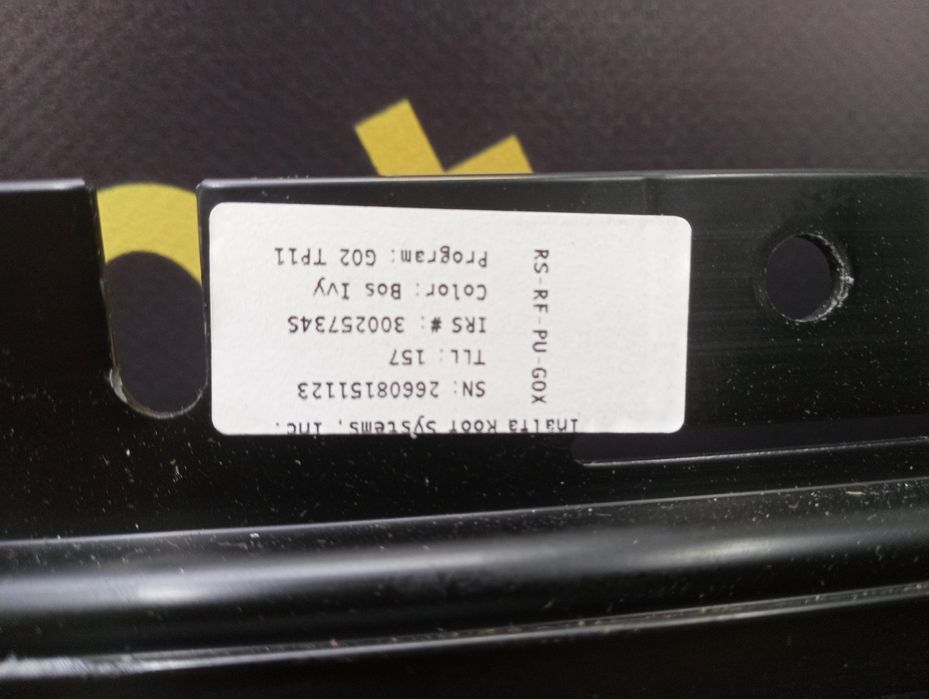 Inalfa Roof Systems, Inc.
SN: 26608151123
TLL: 157
IRS #: 30025734S
Color: Bos Ivy
Program: G02 TP11
RS-RF-PU-G0X